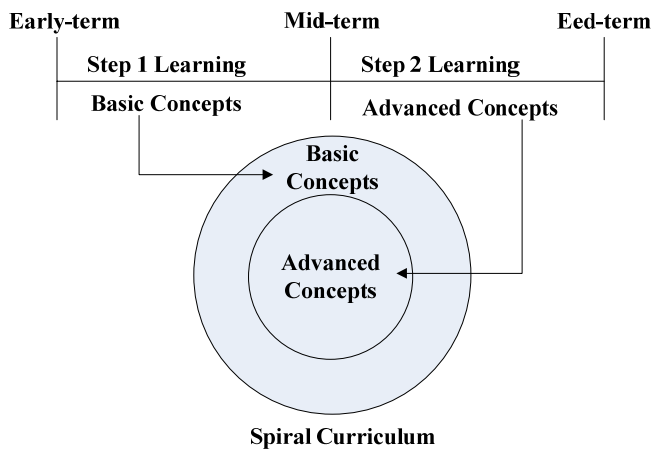 Early-term Mid-term Eed-term
Step 1 Learning Step 2 Learning
Basic Concepts Advanced Concepts
Basic
Concepts
Advanced
Concepts
Spiral Curriculum